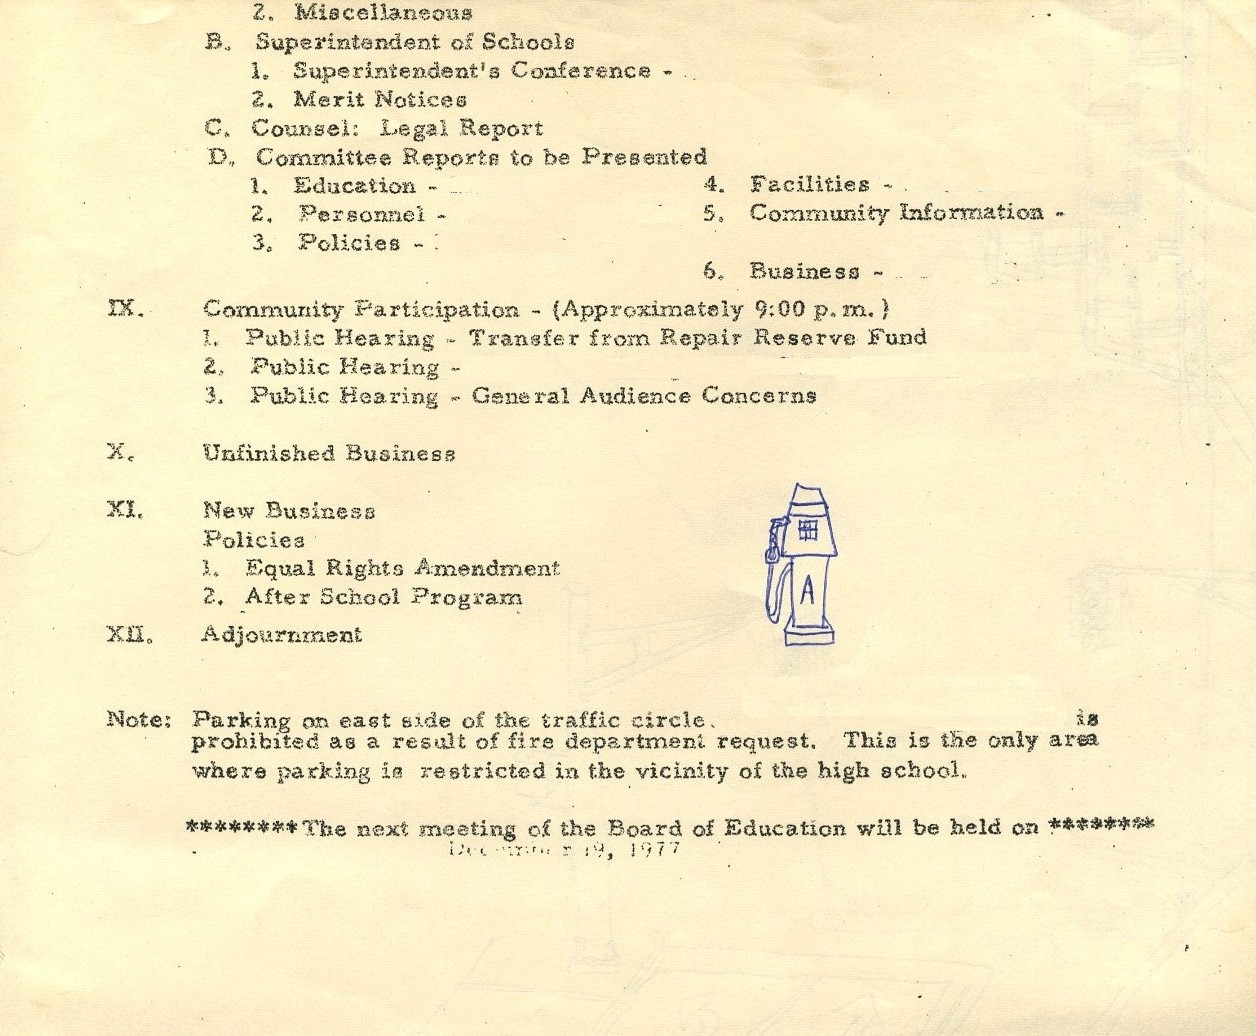 2. Miscellaneous
B. Superintendent of Schools
1. Superintendent's Conference -
2. Merit Notices
C. Counsel: Legal Report
D. Committee Reports to be Presented
1. Education - 4. Facilities -
2. Personnel - 5. Community Information -
3. Policies -
6. Business -
IX. Community Participation - (Approximately 9:00 p.m.)
1. Public Hearing - Transfer from Repair Reserve Fund
2. Public Hearing -
3. Public Hearing - General Audience Concerns
X. Unfinished Business
XI. New Business
Policies
1. Equal Rights Amendment
2. After School Program
A
XII. Adjournment
Note: Parking on east side of the traffic circle. is
prohibited as a result of fire department request. This is the only area
where parking is restricted in the vicinity of the high school.
********The next meeting of the Board of Education will be held on ********
December 19, 1977